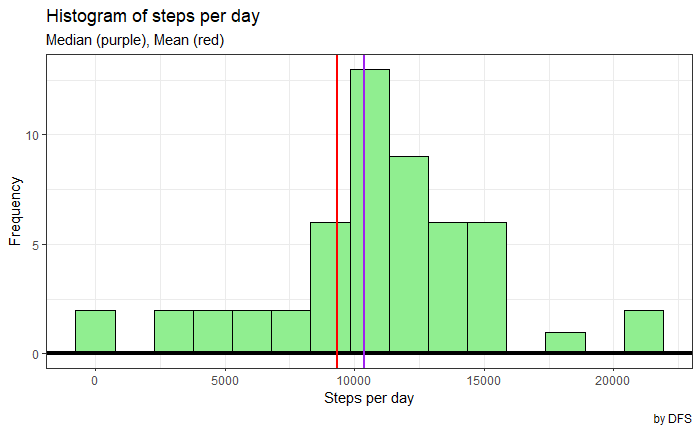 Histogram of steps per day
Median (purple), Mean (red)
Frequency
10
5
0
0 5000 10000 15000 20000
Steps per day
by DFS